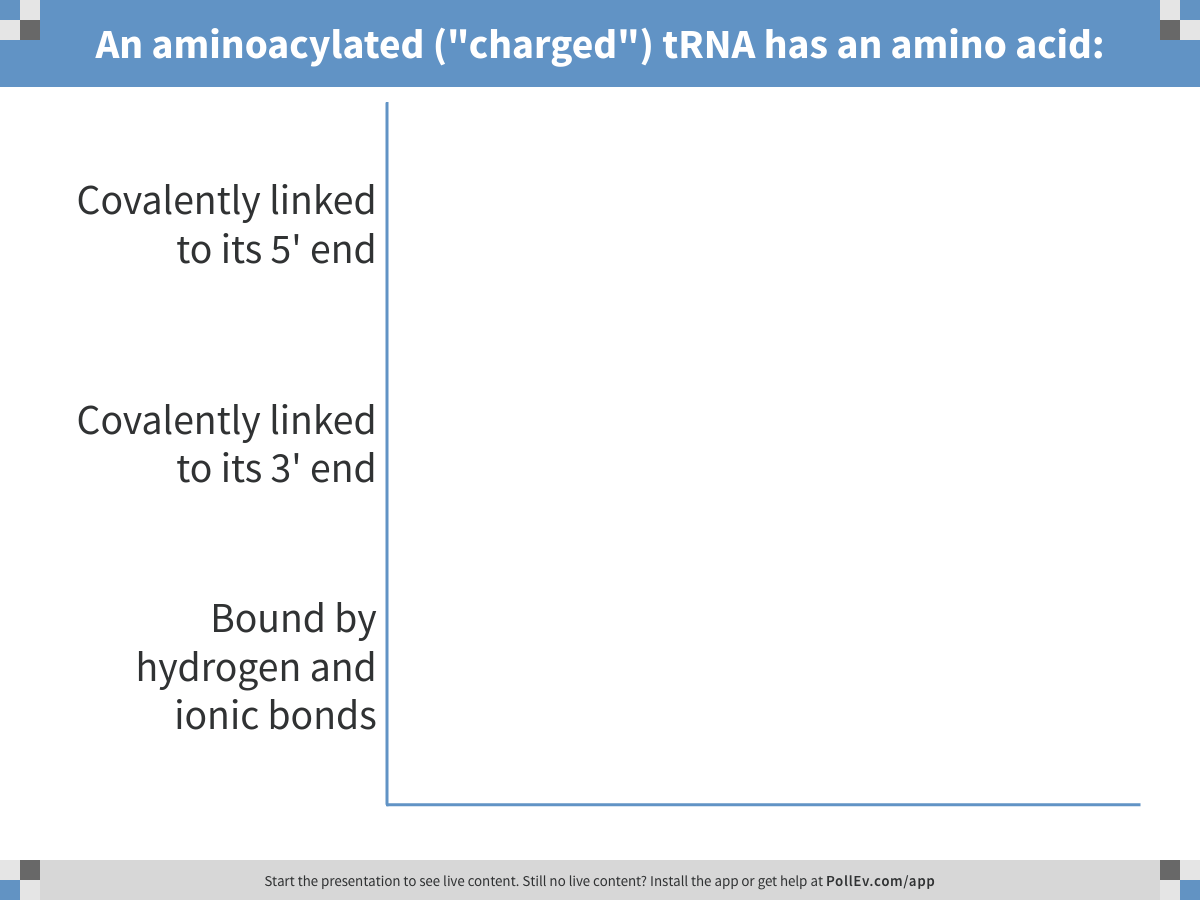 An aminoacylated ("charged") tRNA has an amino acid:
Covalently linked
to its 5' end
Covalently linked
to its 3' end
Bound by
hydrogen and
ionic bonds
Start the presentation to see live content. Still no live content? Install the app or get help at PollEv.com/app